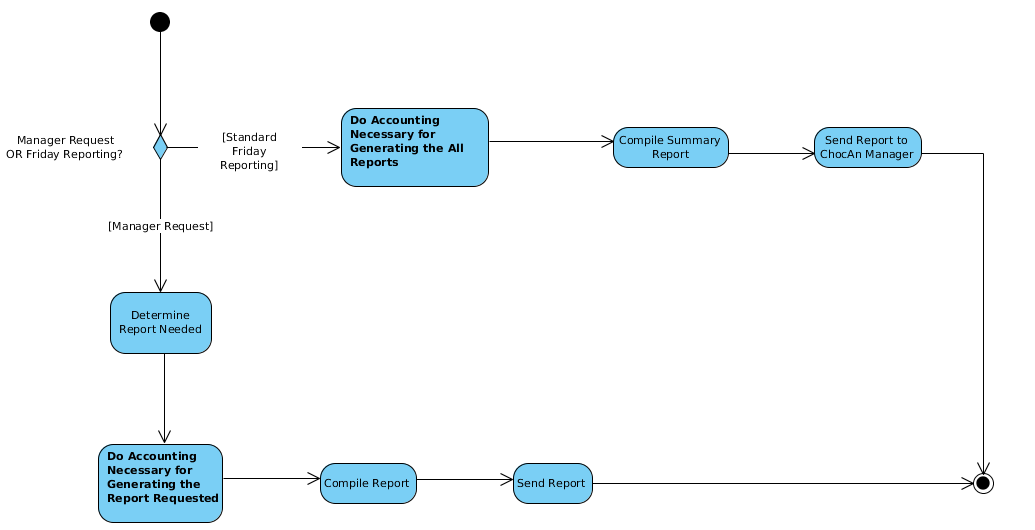 Manager Request
OR Friday Reporting?
[Standard
Friday
Reporting]
Do Accounting
Necessary for
Generating the All
Reports
Compile Summary
Report
Send Report to
ChocAn Manager
[Manager Request]
Determine
Report Needed
Do Accounting
Necessary for
Generating the
Report Requested
Compile Report
Send Report